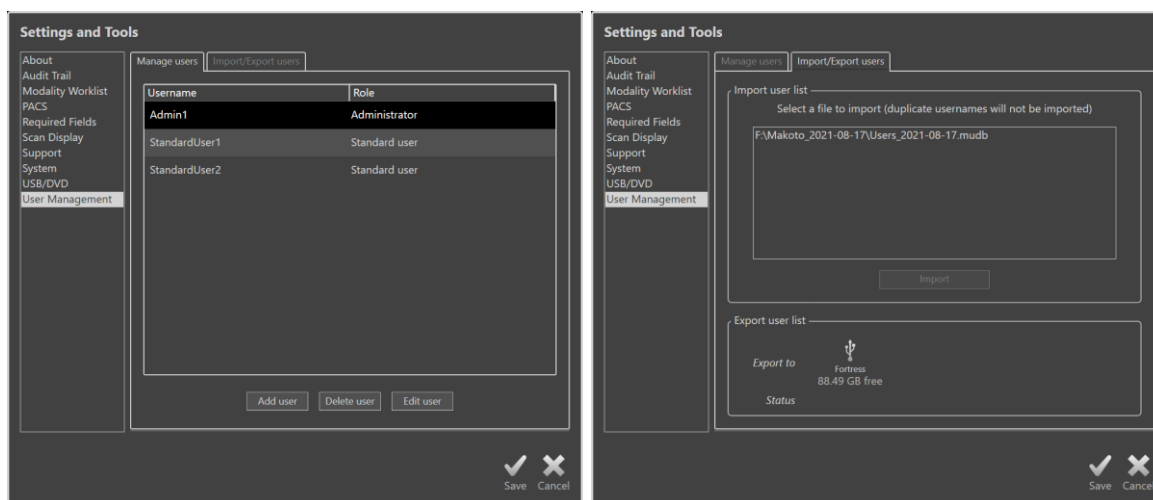 Settings and Tools
About
Audit Trail
Modality Worklist
PACS
Required Fields
Scan Display
Support
System
USB/DVD
User Management
Manage users
Import/Export users
Username Role
Admin1 Administrator
StandardUser1 Standard user
StandardUser2 Standard user
Add user
Delete user
Edit user
Save
Cancel
Settings and Tools
About
Audit Trail
Modality Worklist
PACS
Required Fields
Scan Display
Support
System
USB/DVD
User Management
Manage users
Import/Export users
Import user list
Select a file to import (duplicate usernames will not be imported)
F:\Makoto_2021-08-17\Users_2021-08-17.mudb
Import
Export user list
Export to
Fortress
88.49 GB free
Status
Save
Cancel